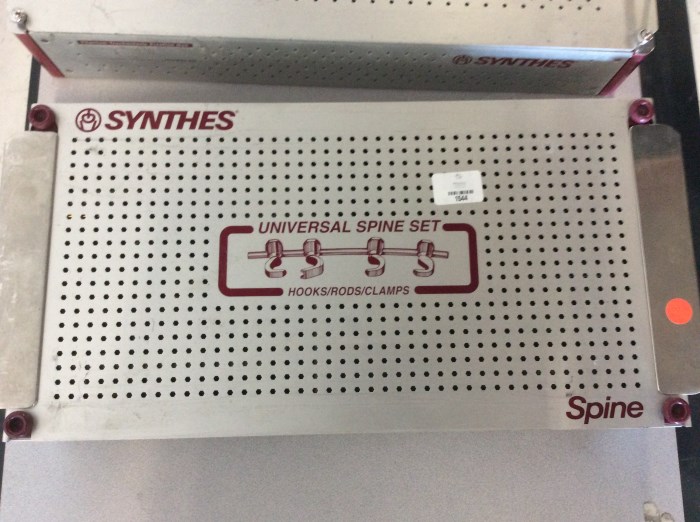 SYNTHES
SYNTHES®
1544
UNIVERSAL SPINE SET
HOOKS/RODS/CLAMPS
Spine